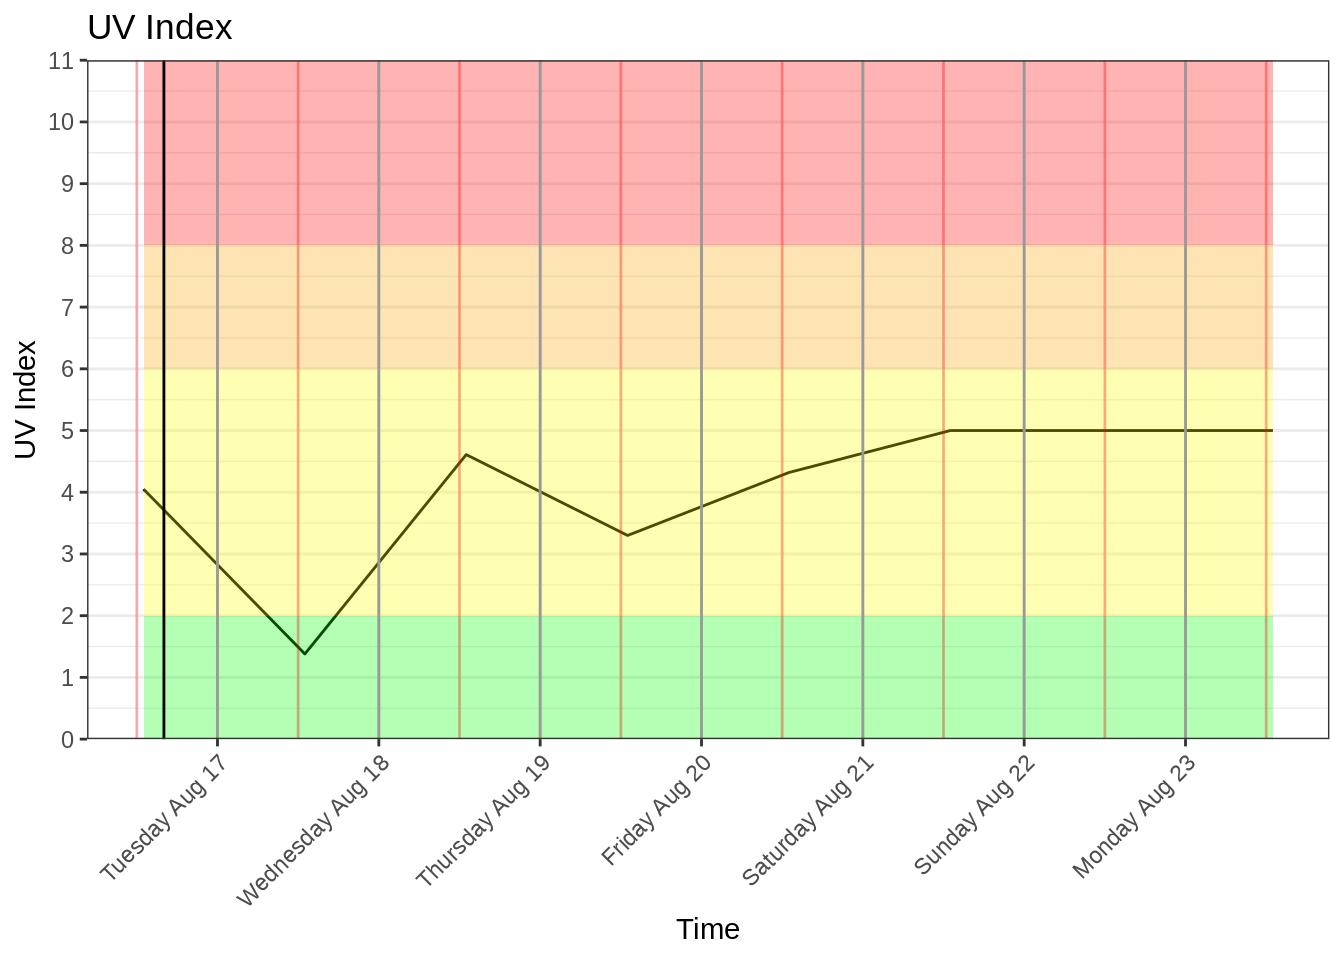 UV Index
11
10
9
8
7
6
5
4
3
2
1
0
UV Index
Tuesday Aug 17
Wednesday Aug 18
Thursday Aug 19
Friday Aug 20
Saturday Aug 21
Sunday Aug 22
Monday Aug 23
Time